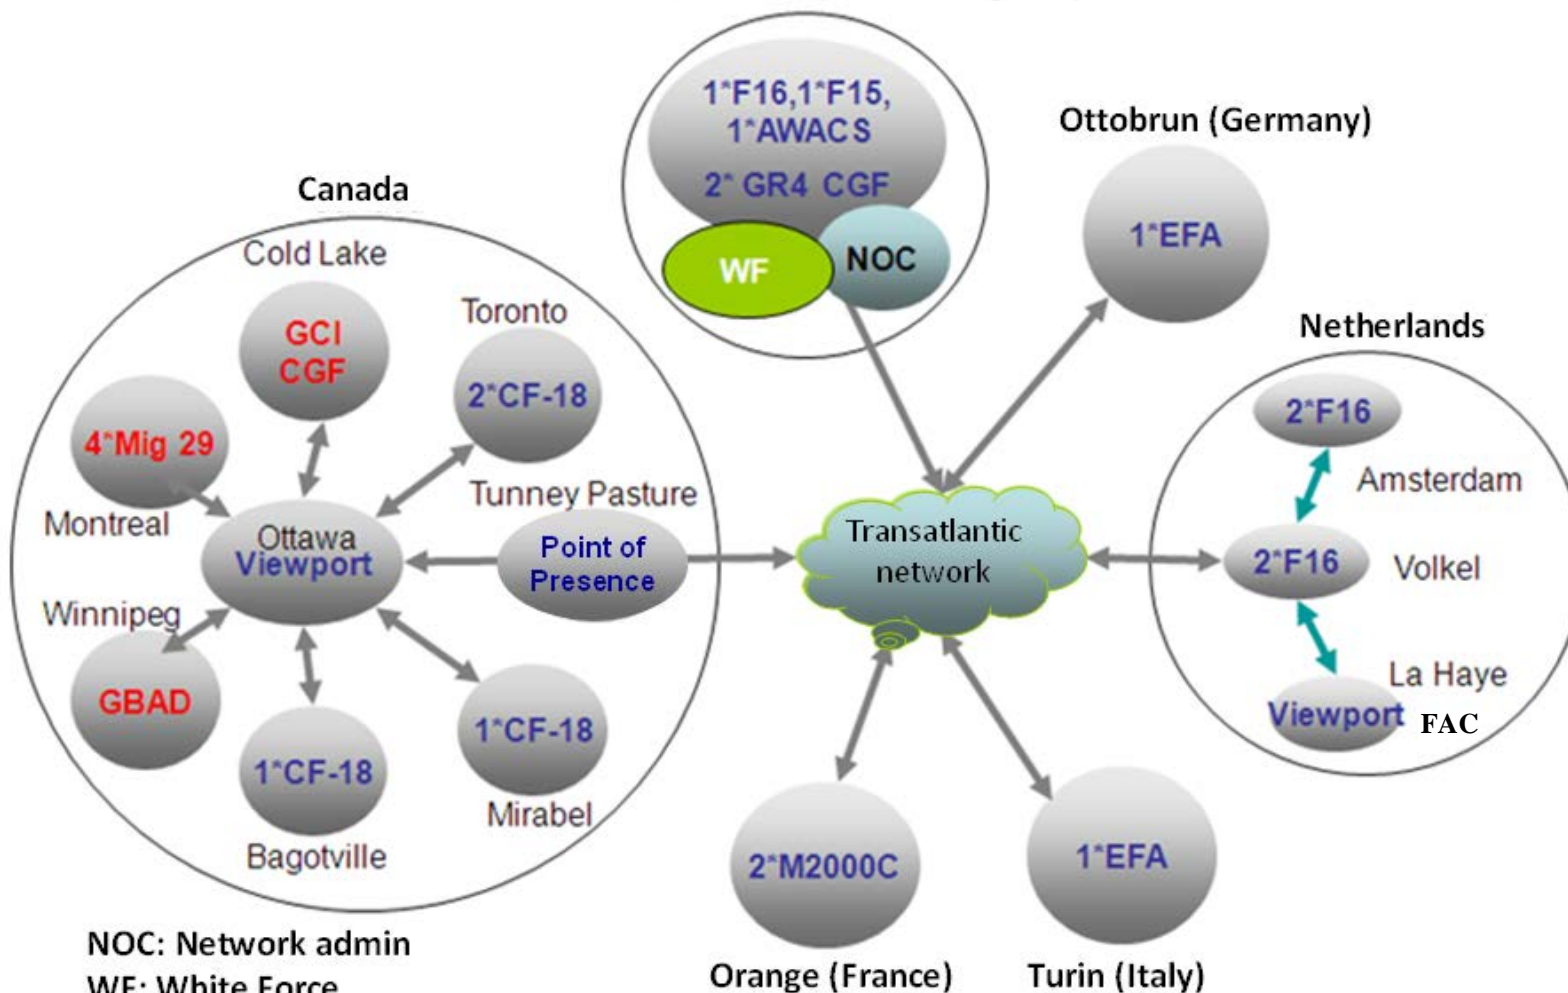 1*F16,1*F15,
1*AWACS
2* GR4 CGF
WF
NOC
Ottobrun (Germany)
1*EFA
Canada
Cold Lake
GCI
CGF
Toronto
2*CF-18
4*Mig 29
Montreal
Tunney Pasture
Point of
Presence
Ottawa
Viewport
Winnipeg
GBAD
1*CF-18
Bagotville
1*CF-18
Mirabel
Transatlantic
network
Netherlands
2*F16
Amsterdam
2*F16
Volkel
La Haye
Viewport FAC
2*M2000C
Orange (France)
1*EFA
Turin (Italy)
NOC: Network admin
WF: White Force